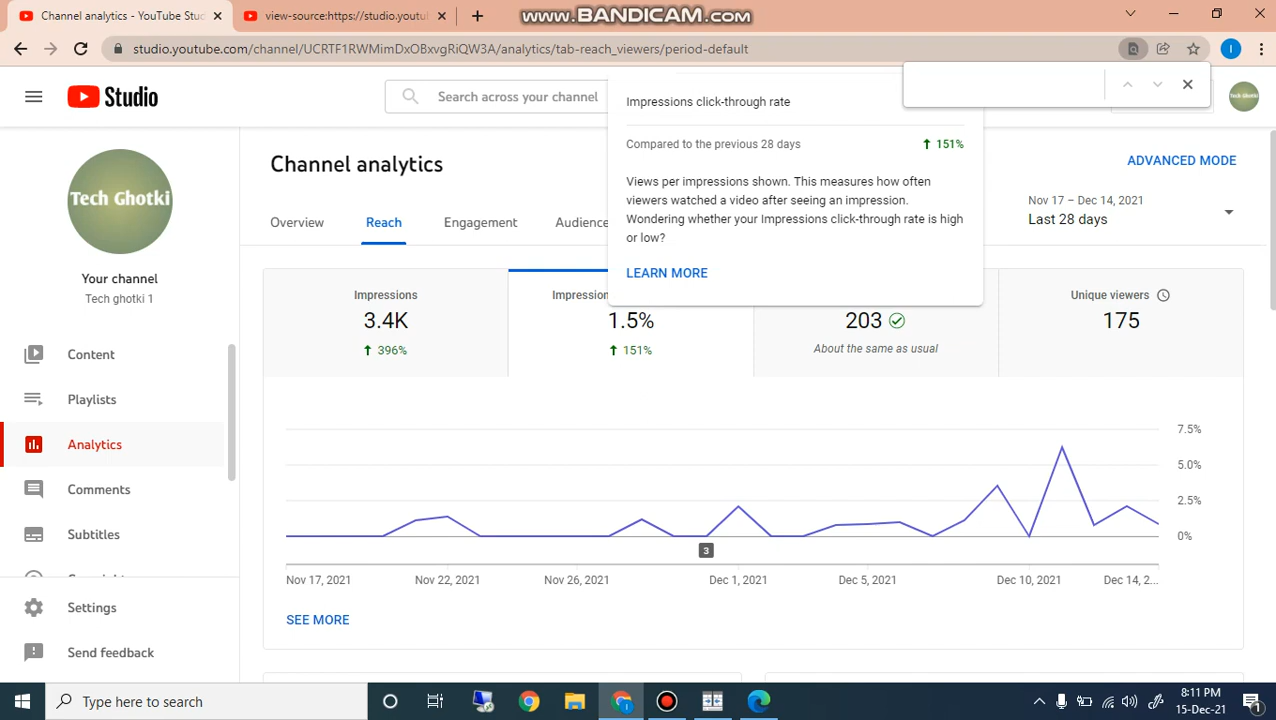 Channel analytics - YouTube Stu
view-source:https://studio.youtu
www.BANDICAM.com
studio.youtube.com/channel/UCRTF1RWMimDxOBxvgRiQW3A/analytics/tab-reach_viewers/period-default
I
Studio
Search across your channel
Tech Ghotki
Tech Ghotki
Your channel
Tech ghotki 1
Content
Playlists
Analytics
Comments
Subtitles
Settings
Send feedback
Channel analytics
ADVANCED MODE
Overview
Reach
Engagement
Audience
Nov 17 – Dec 14, 2021
Last 28 days
Impressions click-through rate
Compared to the previous 28 days
151%
Views per impressions shown. This measures how often
viewers watched a video after seeing an impression.
Wondering whether your Impressions click-through rate is high
or low?
LEARN MORE
Impressions
3.4K
396%
Impression
1.5%
151%
203
About the same as usual
Unique viewers
175
7.5%
5.0%
2.5%
0%
3
Nov 17, 2021
Nov 22, 2021
Nov 26, 2021
Dec 1, 2021
Dec 5, 2021
Dec 10, 2021
Dec 14, 2...
SEE MORE
Type here to search
8:11 PM
15-Dec-21
1